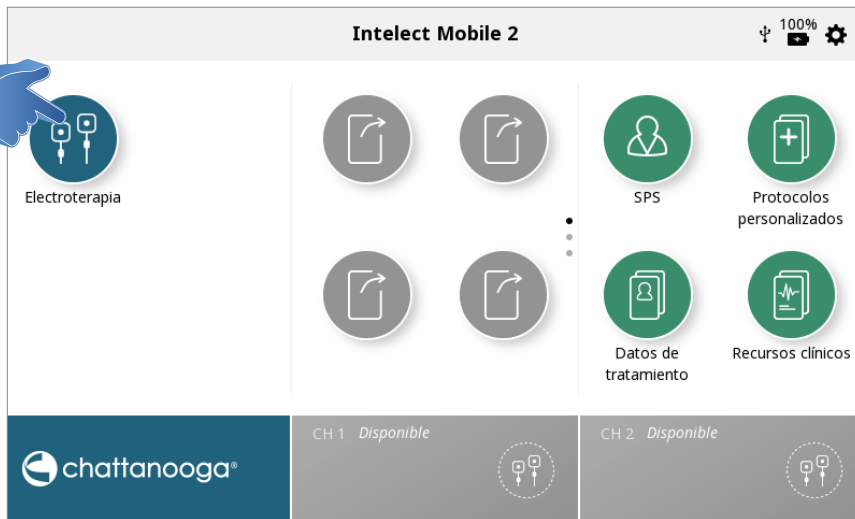 Intelect Mobile 2
100%
Electroterapia
SPS
Protocolos
personalizados
Datos de
tratamiento
Recursos clínicos
chattanooga®
CH 1 Disponible
CH 2 Disponible